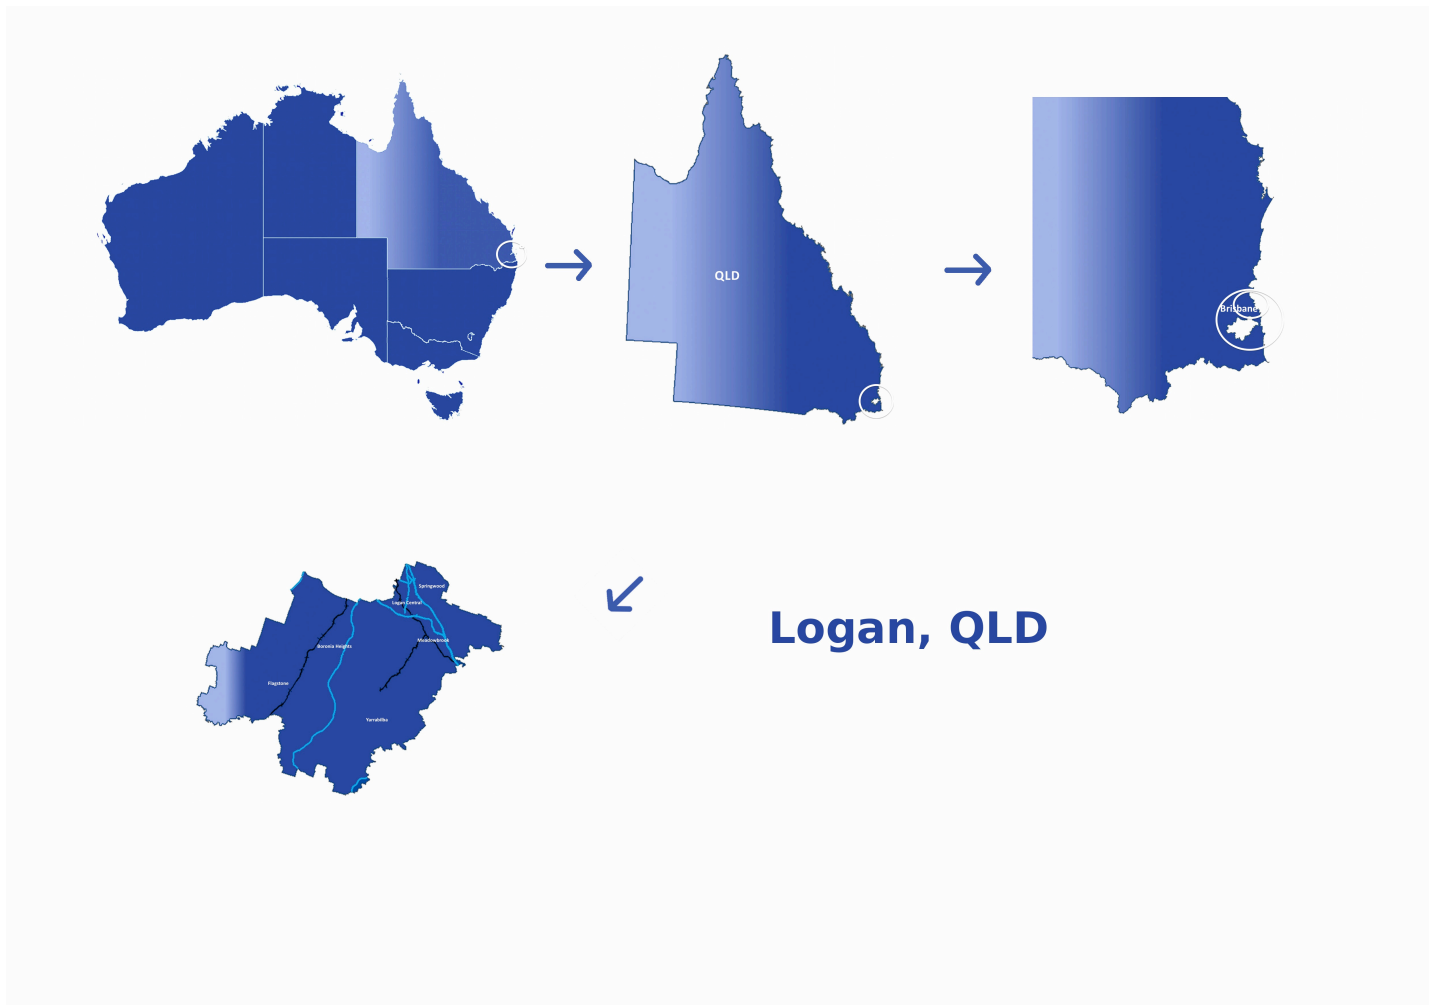 QLD
Brisbane
Springwood
Logan Central
Meadowbrook
Boronia Heights
Flagstone
Yarrabilba
Logan, QLD